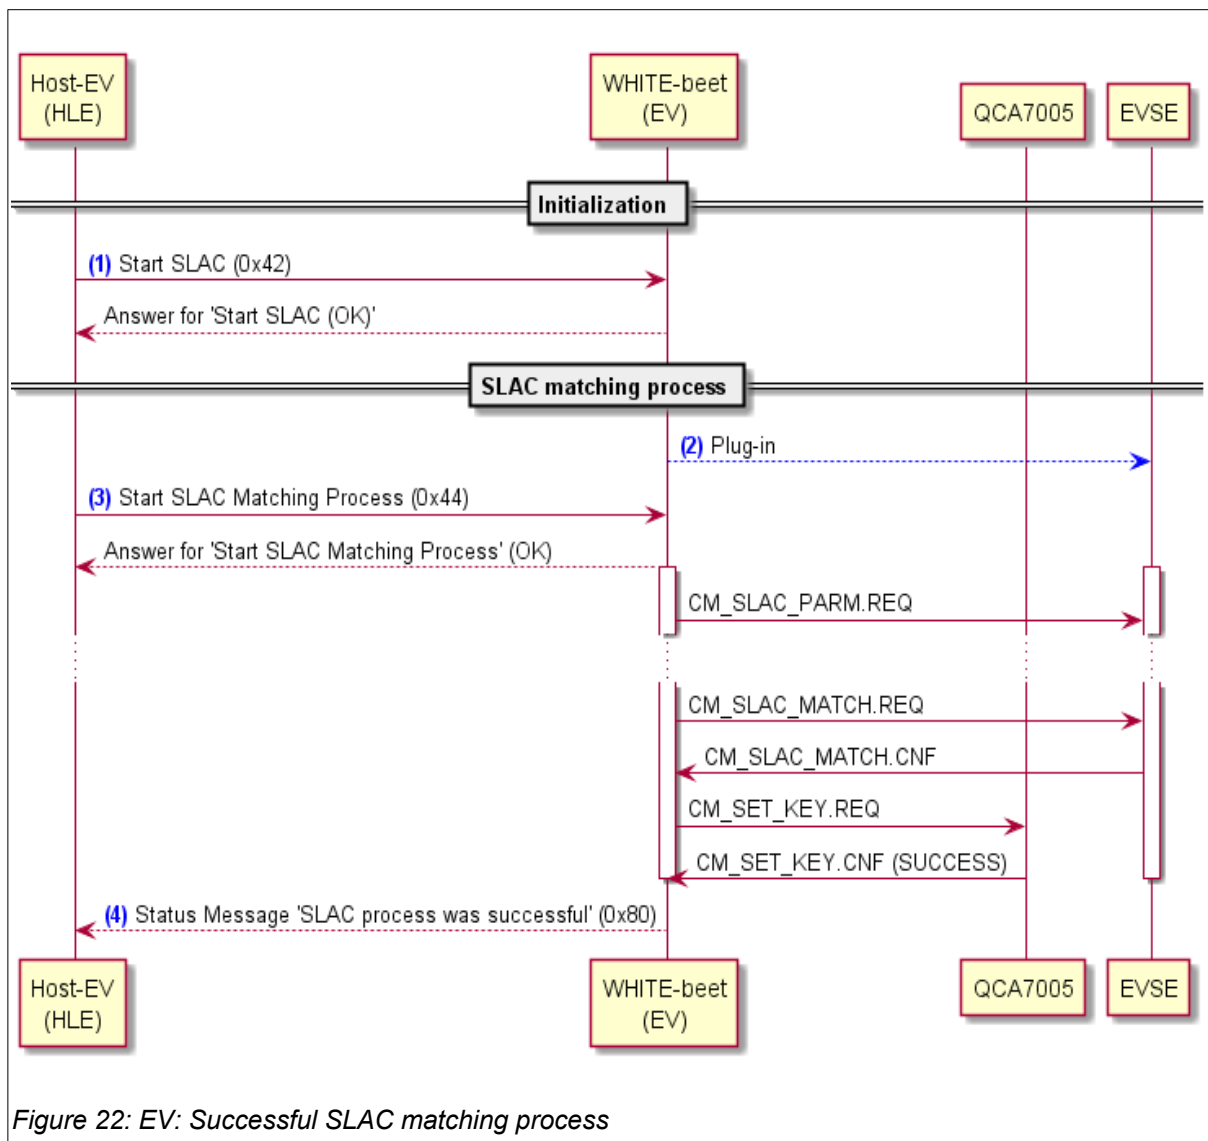 Host-EV
(HLE)
WHITE-beet
(EV)
QCA7005
EVSE
Initialization
(1) Start SLAC (0x42)
Answer for 'Start SLAC (OK)'
SLAC matching process
(2) Plug-in
(3) Start SLAC Matching Process (0x44)
Answer for 'Start SLAC Matching Process' (OK)
CM_SLAC_PARM.REQ
CM_SLAC_MATCH.REQ
CM_SLAC_MATCH.CNF
CM_SET_KEY.REQ
CM_SET_KEY.CNF (SUCCESS)
(4) Status Message 'SLAC process was successful' (0x80)
Host-EV
(HLE)
WHITE-beet
(EV)
QCA7005
EVSE
Figure 22: EV: Successful SLAC matching process